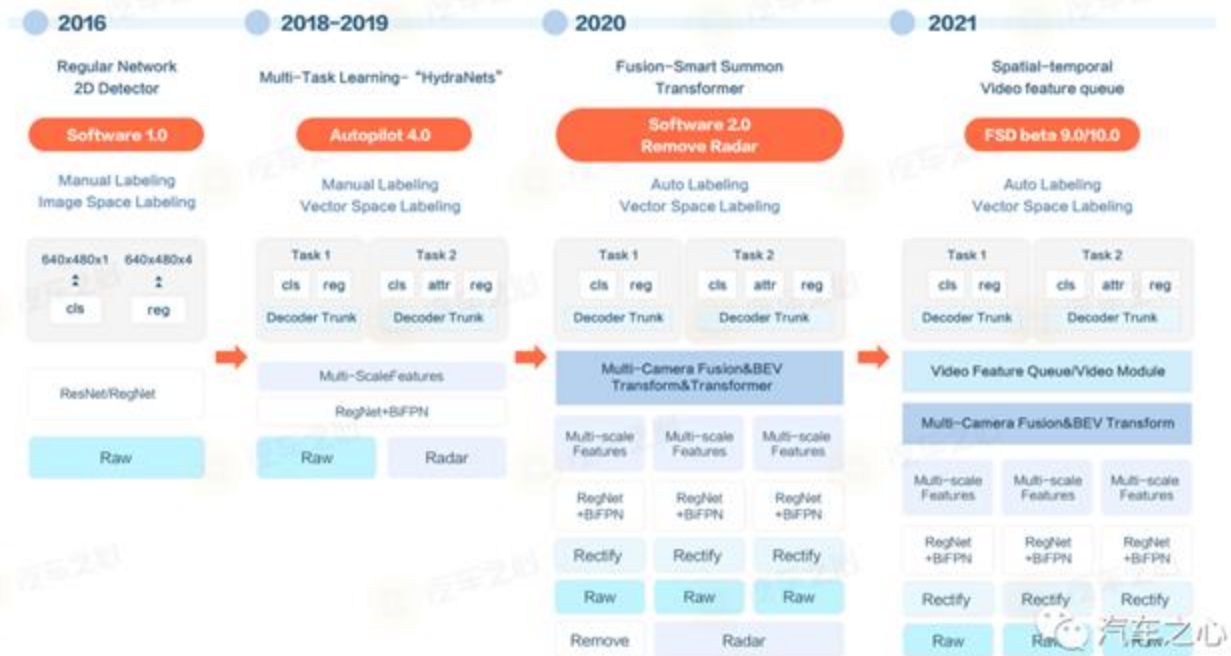 2016
Regular Network
2D Detector
Software 1.0
Manual Labeling
Image Space Labeling
640x480x1 640x480x4
cls reg
ResNet/RegNet
Raw
2018-2019
Multi-Task Learning- “HydraNets”
Autopilot 4.0
Manual Labeling
Vector Space Labeling
Task 1 Task 2
cls reg cls attr reg
Decoder Trunk Decoder Trunk
Multi-ScaleFeatures
RegNet+BiFPN
Raw Radar
2020
Fusion-Smart Summon
Transformer
Software 2.0
Remove Radar
Auto Labeling
Vector Space Labeling
Task 1 Task 2
cls reg cls attr reg
Decoder Trunk Decoder Trunk
Multi-Camera Fusion&BEV
Transform&Transformer
Multi-scale Multi-scale Multi-scale
Features Features Features
RegNet RegNet RegNet
+BiFPN +BiFPN +BiFPN
Rectify Rectify Rectify
Raw Raw Raw
Remove Radar
2021
Spatial-temporal
Video feature queue
FSD beta 9.0/10.0
Auto Labeling
Vector Space Labeling
Task 1 Task 2
cls reg cls attr reg
Decoder Trunk Decoder Trunk
Video Feature Queue/Video Module
Multi-Camera Fusion&BEV Transform
Multi-scale Multi-scale Multi-scale
Features Features Features
RegNet RegNet RegNet
+BiFPN +BiFPN +BiFPN
Rectify Rectify Rectify
Raw Raw Raw
汽车之心